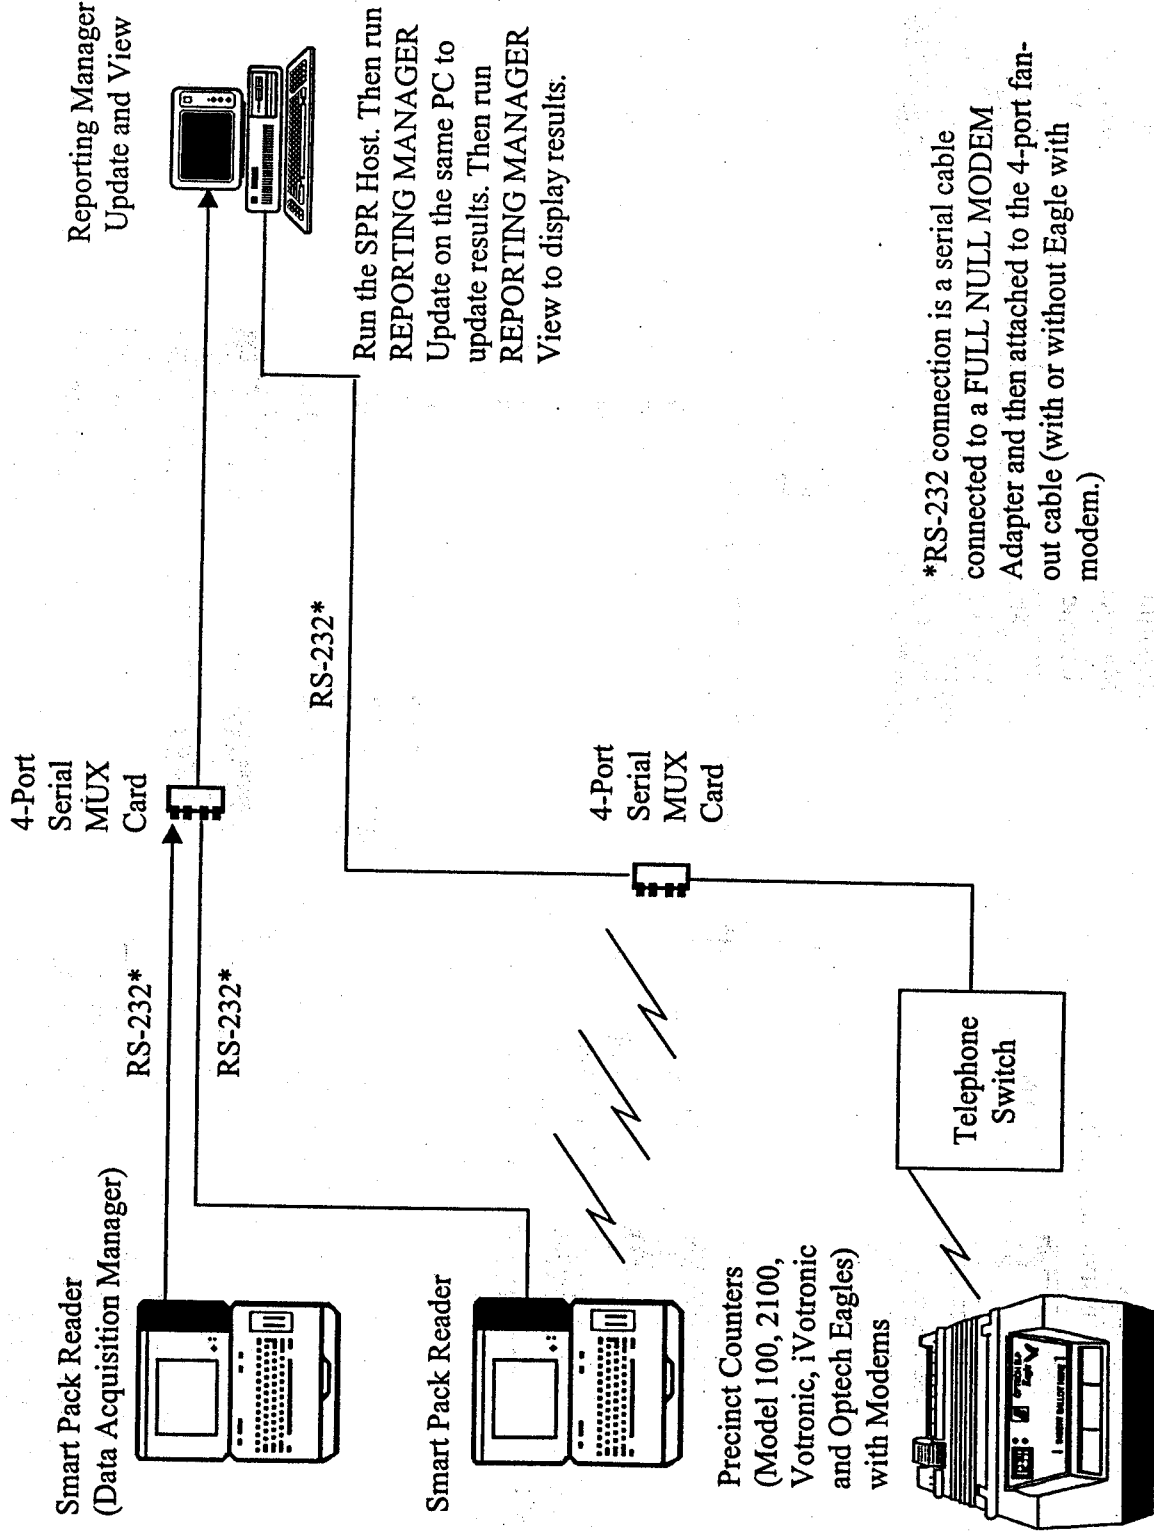 Smart Pack Reader
(Data Acquisition Manager)
RS-232*
RS-232*
4-Port
Serial
MUX
Card
Reporting Manager
Update and View
Smart Pack Reader
RS-232*
Run the SPR Host. Then run
REPORTING MANAGER
Update on the same PC to
update results. Then run
REPORTING MANAGER
View to display results.
4-Port
Serial
MUX
Card
Precinct Counters
(Model 100, 2100,
Votronic, iVotronic
and Optech Eagles)
with Modems
OPTECH
Eagle
INSERT BALLOT HERE
Telephone
Switch
*RS-232 connection is a serial cable
connected to a FULL NULL MODEM
Adapter and then attached to the 4-port fan-
out cable (with or without Eagle with
modem.)